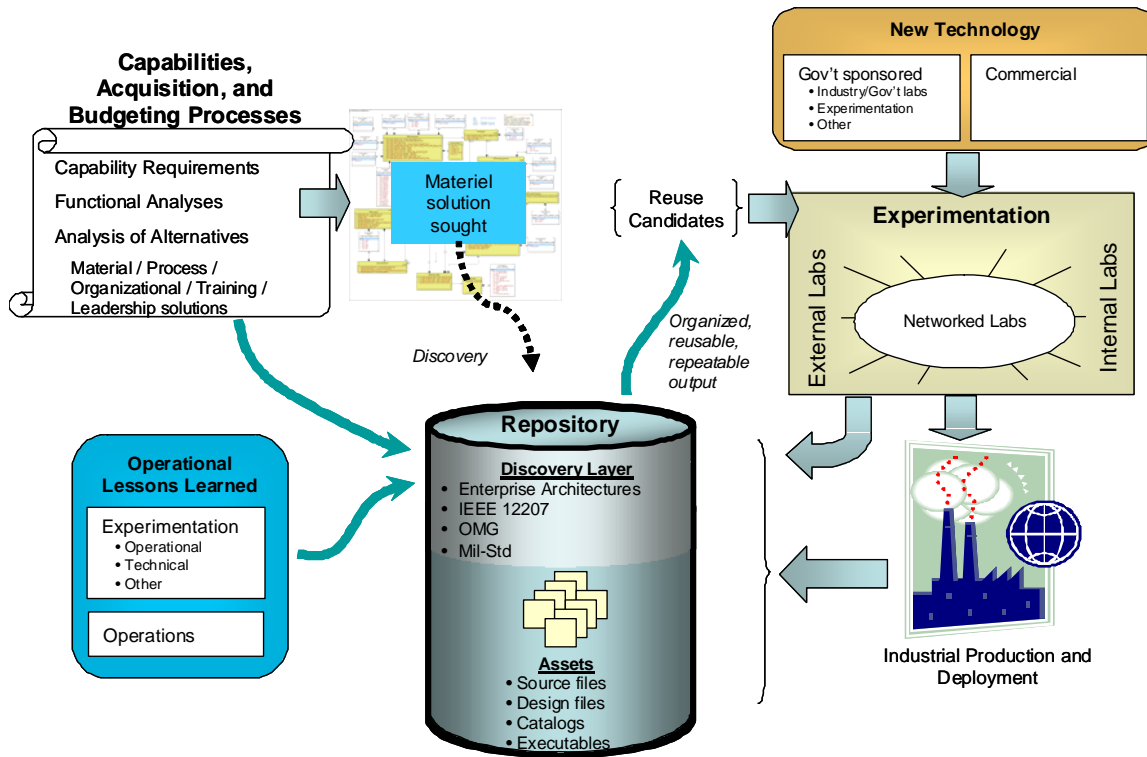 Capabilities,
Acquisition, and
Budgeting Processes
Capability Requirements
Functional Analyses
Analysis of Alternatives
Material / Process /
Organizational / Training /
Leadership solutions
Materiel
solution
sought
Discovery
Reuse
Candidates
Organized,
reusable,
repeatable
output
New Technology
Gov't sponsored
• Industry/Gov't labs
• Experimentation
• Other
Commercial
Experimentation
External Labs
Networked Labs
Internal Labs
Operational
Lessons Learned
Experimentation
• Operational
• Technical
• Other
Operations
Repository
Discovery Layer
• Enterprise Architectures
• IEEE 12207
• OMG
• Mil-Std
Assets
• Source files
• Design files
• Catalogs
• Executables
Industrial Production and
Deployment